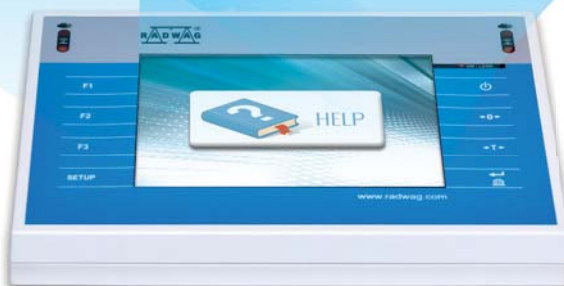 RADWAG
F1
F2
F3
SETUP
?
HELP
→0←
→T←
www.radwag.com